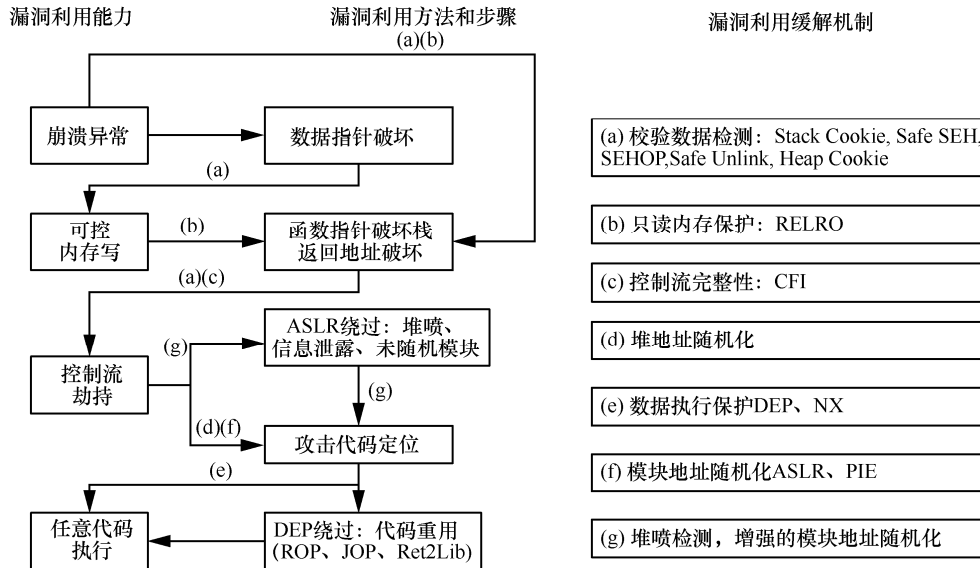 漏洞利用能力
漏洞利用方法和步骤
漏洞利用缓解机制
(a)(b)
崩溃异常
数据指针破坏
(a)
可控
内存写
(b)
函数指针破坏栈
返回地址破坏
(a)(c)
控制流
劫持
(g)
ASLR绕过：堆喷、
信息泄露、未随机模块
(g)
(d)(f)
攻击代码定位
(e)
任意代码
执行
DEP绕过：代码重用
(ROP、JOP、Ret2Lib)
(a) 校验数据检测：Stack Cookie, Safe SEH,
SEHOP,Safe Unlink, Heap Cookie
(b) 只读内存保护：RELRO
(c) 控制流完整性：CFI
(d) 堆地址随机化
(e) 数据执行保护DEP、NX
(f) 模块地址随机化ASLR、PIE
(g) 堆喷检测，增强的模块地址随机化